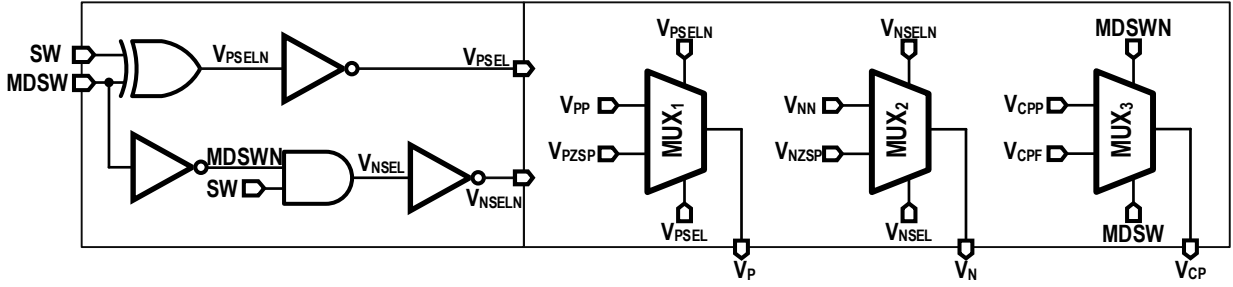 SW
MDSW
VPSELN
VPSEL
MDSWN
SW
VNSEL
VNSELN
VPSELN
VPP
VPZSP
MUX1
VPSEL
VP
VNSELN
VNN
VNZSP
MUX2
VNSEL
VN
MDSWN
VCPP
VCPF
MUX3
MDSW
VCP